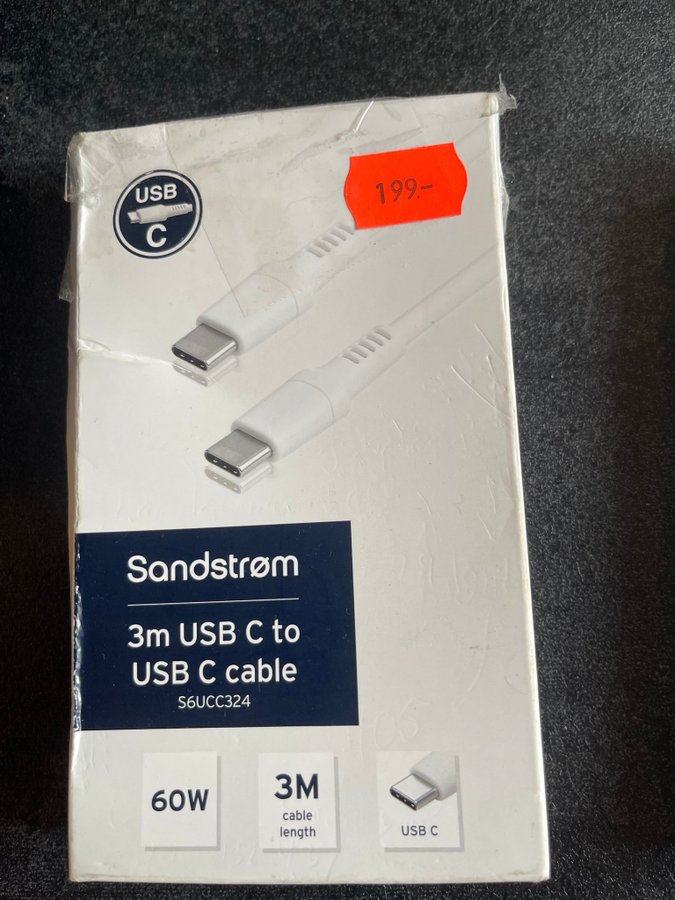 USB
C
199.-
Sandstrøm
3m USB C to
USB C cable
S6UCC324
60W
3M
cable
length
USB C